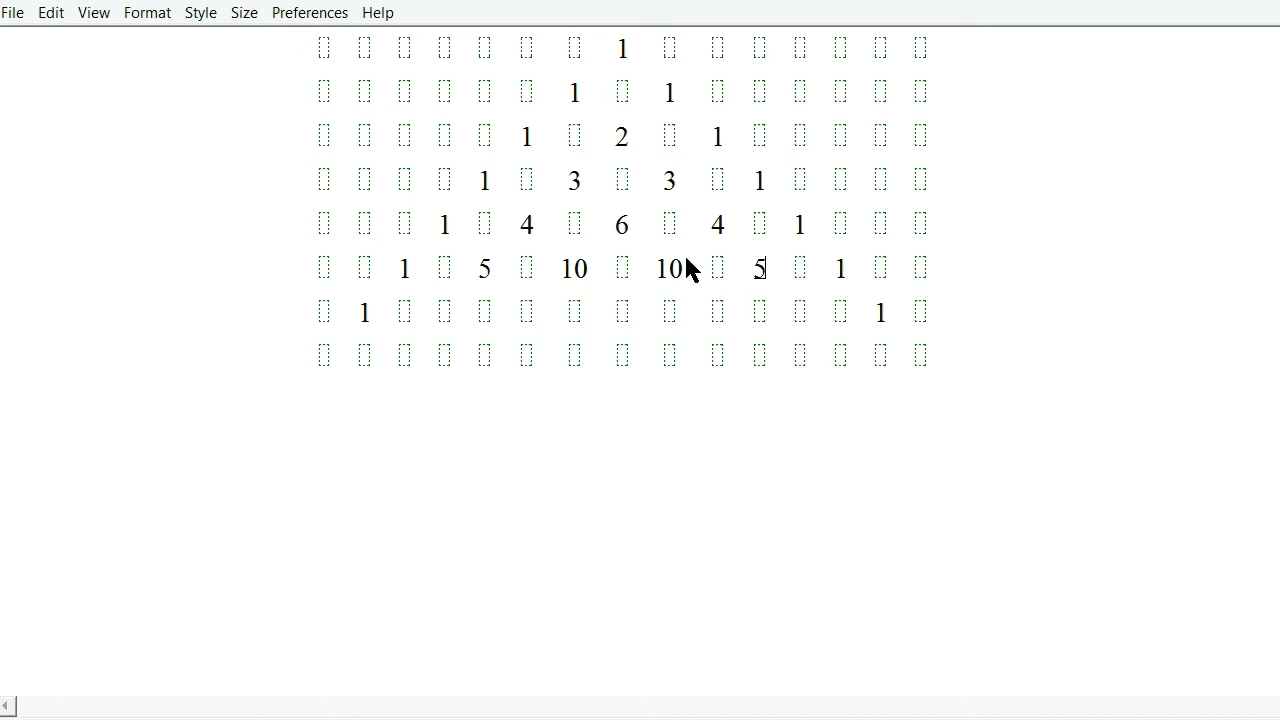 File Edit View Format Style Size Preferences Help
1
1 1
1 2 1
1 3 3 1
1 4 6 4 1
1 5 10 10 5 1
1 1